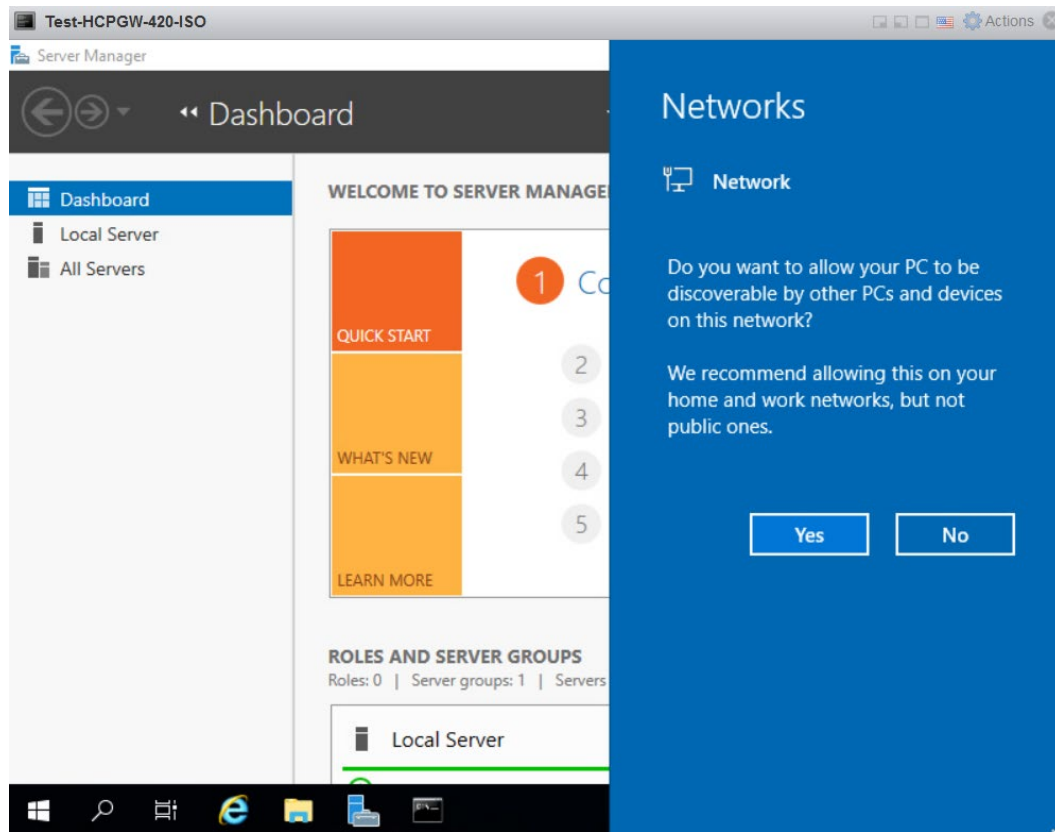 Test-HCPGW-420-ISO
Actions
Server Manager
Dashboard
Dashboard
Local Server
All Servers
WELCOME TO SERVER MANAGE
QUICK START
WHAT'S NEW
LEARN MORE
1 Co
2
3
4
5
ROLES AND SERVER GROUPS
Roles: 0 | Server groups: 1 | Servers
Local Server
Networks
Network
Do you want to allow your PC to be
discoverable by other PCs and devices
on this network?
We recommend allowing this on your
home and work networks, but not
public ones.
Yes
No